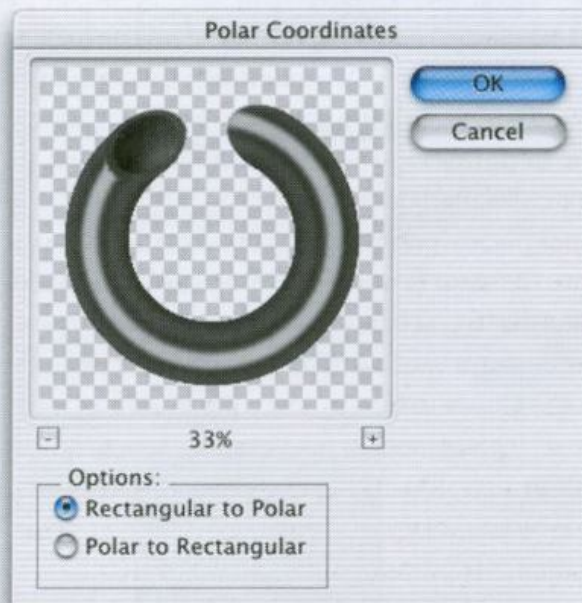 Polar Coordinates
OK
Cancel
- 33% +
Options:
Rectangular to Polar
Polar to Rectangular